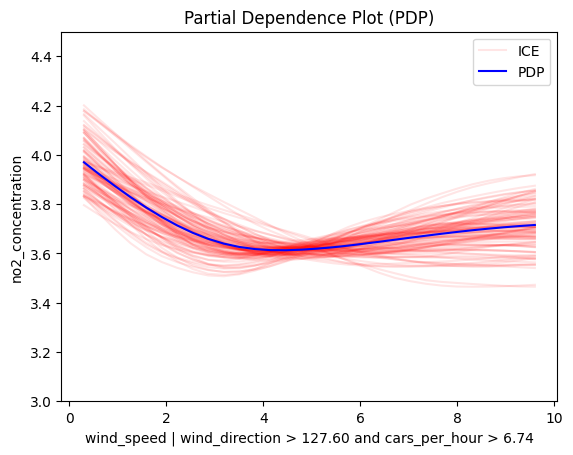 Partial Dependence Plot (PDP)
ICE
PDP
4.4
4.2
4.0
3.8
3.6
3.4
3.2
3.0
no2_concentration
0
2
4
6
8
10
wind_speed | wind_direction > 127.60 and cars_per_hour > 6.74